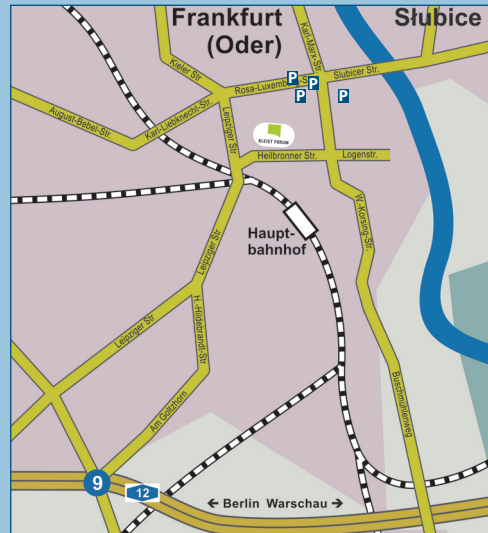 Frankfurt
(Oder)
Słubice
Karl-Marx-Str
Kieler Str
Rosa-Luxemburg-Str
Slubicer Str.
P
P
P
P
August-Bebel-Str
Karl-Liebknecht-Str
Leipziger Str
KLEIST FORUM
Heilbronner Str.
Logenstr.
W.-Korsing-Str.
Haupt-
bahnhof
Leipziger Str
H.-Hildebrandt-Str
Leipziger Str
Am Goltzhorn
Buschmühlenweg
9
12
← Berlin Warschau →